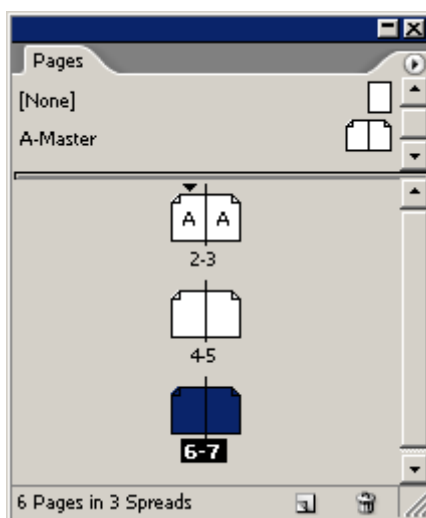 Pages
[None]
A-Master
A A
2-3
4-5
6-7
6 Pages in 3 Spreads